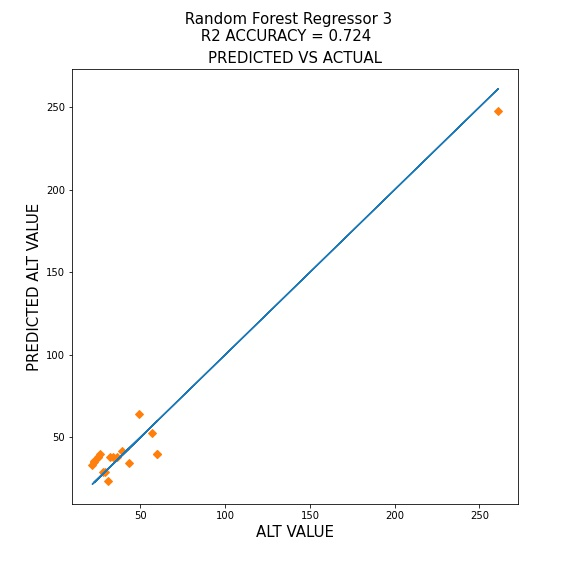 Random Forest Regressor 3
R2 ACCURACY = 0.724
PREDICTED VS ACTUAL
250
200
150
100
50
PREDICTED ALT VALUE
50 100 150 200 250
ALT VALUE